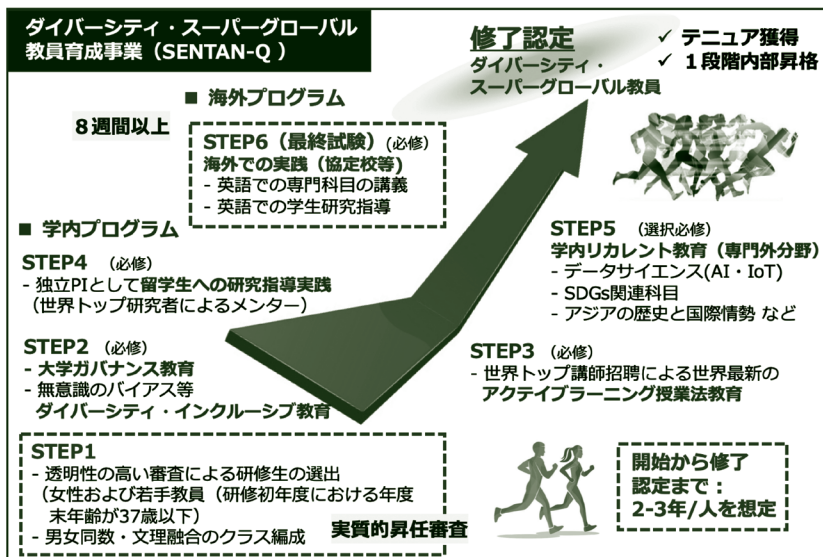 ダイバーシティ・スーパーグローバル
教員育成事業（SENTAN-Q ）
修了認定
ダイバーシティ・
スーパーグローバル教員
✓ テニュア獲得
✓ １段階内部昇格
■ 海外プログラム
８週間以上
STEP6（最終試験）(必修)
海外での実践（協定校等)
- 英語での専門科目の講義
- 英語での学生研究指導
■ 学内プログラム
STEP4 （必修）
- 独立PIとして留学生への研究指導実践
（世界トップ研究者によるメンター）
STEP5 （選択必修）
学内リカレント教育（専門外分野）
- データサイエンス(AI・IoT)
- SDGs関連科目
- アジアの歴史と国際情勢 など
STEP2 （必修）
- 大学ガバナンス教育
- 無意識のバイアス等
ダイバーシティ・インクルーシブ教育
STEP3 （必修）
- 世界トップ講師招聘による世界最新の
アクテイブラーニング授業法教育
STEP1
- 透明性の高い審査による研修生の選出
（女性および若手教員（研修初年度における年度
末年齢が37歳以下）
- 男女同数・文理融合のクラス編成
実質的昇任審査
開始から修了
認定まで：
2-3年/人を想定